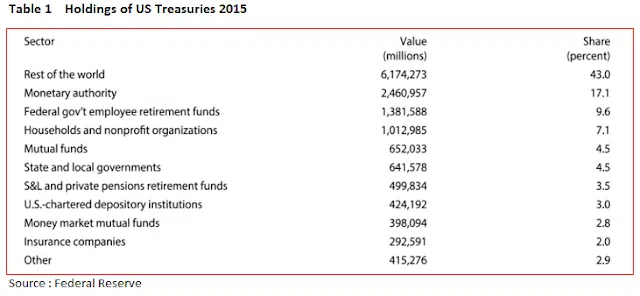 Table 1 Holdings of US Treasuries 2015
Sector Value Share
(millions) (percent)
Rest of the world 6,174,273 43.0
Monetary authority 2,460,957 17.1
Federal gov't employee retirement funds 1,381,588 9.6
Households and nonprofit organizations 1,012,985 7.1
Mutual funds 652,033 4.5
State and local governments 641,578 4.5
S&L and private pensions retirement funds 499,834 3.5
U.S.-chartered depository institutions 424,192 3.0
Money market mutual funds 398,094 2.8
Insurance companies 292,591 2.0
Other 415,276 2.9
Source : Federal Reserve